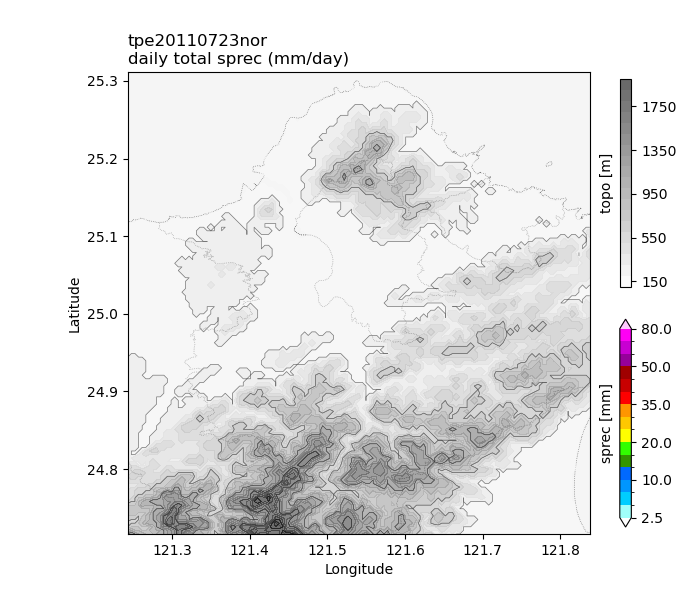 tpe20110723nor
daily total sprec (mm/day)
25.3
25.2
25.1
25.0
24.9
24.8
Latitude
121.3 121.4 121.5 121.6 121.7 121.8
Longitude
1750
1350
950
550
150
topo [m]
80.0
50.0
35.0
20.0
10.0
2.5
sprec [mm]